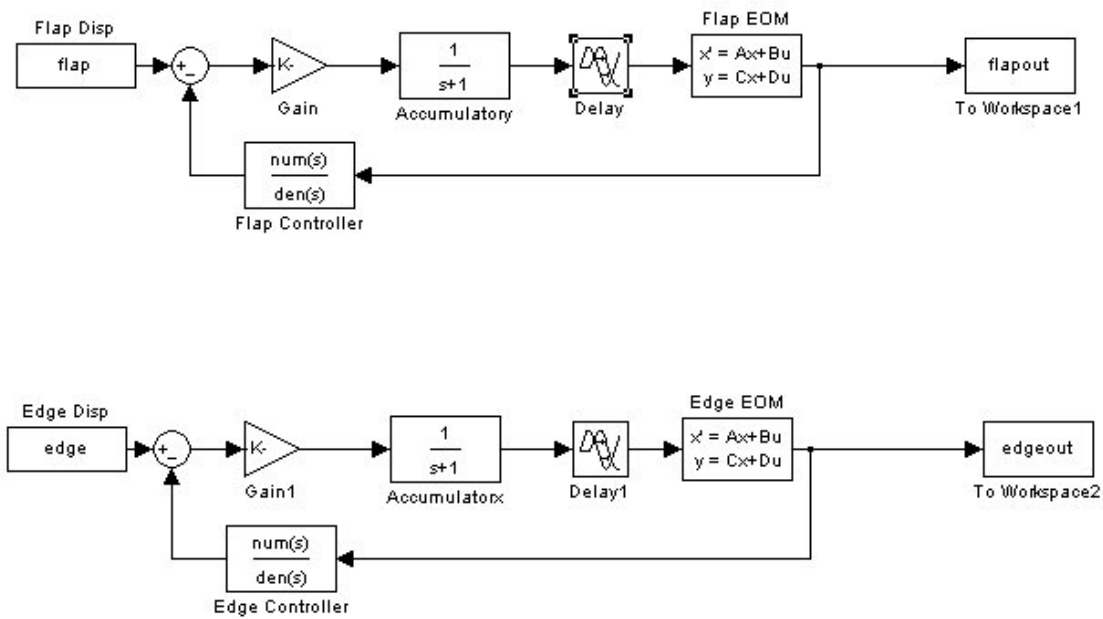 Flap Disp
flap
+
−
K-
Gain
1
s+1
Accumulatory
Delay
Flap EOM
x' = Ax+Bu
y = Cx+Du
flapout
To Workspace1
num(s)
den(s)
Flap Controller
Edge Disp
edge
+
−
K-
Gain1
1
s+1
Accumulatorx
Delay1
Edge EOM
x' = Ax+Bu
y = Cx+Du
edgeout
To Workspace2
num(s)
den(s)
Edge Controller